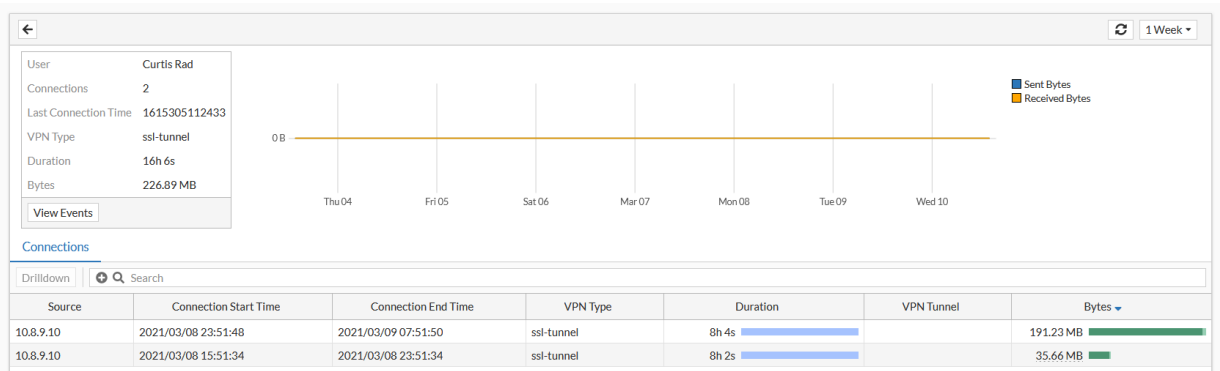 1 Week
User Curtis Rad
Connections 2
Last Connection Time 1615305112433
VPN Type ssl-tunnel
Duration 16h 6s
Bytes 226.89 MB
View Events
Sent Bytes
Received Bytes
0 B
Thu 04 Fri 05 Sat 06 Mar 07 Mon 08 Tue 09 Wed 10
Connections
Drilldown Search
Source Connection Start Time Connection End Time VPN Type Duration VPN Tunnel Bytes
10.8.9.10 2021/03/08 23:51:48 2021/03/09 07:51:50 ssl-tunnel 8h 4s 191.23 MB
10.8.9.10 2021/03/08 15:51:34 2021/03/08 23:51:34 ssl-tunnel 8h 2s 35.66 MB